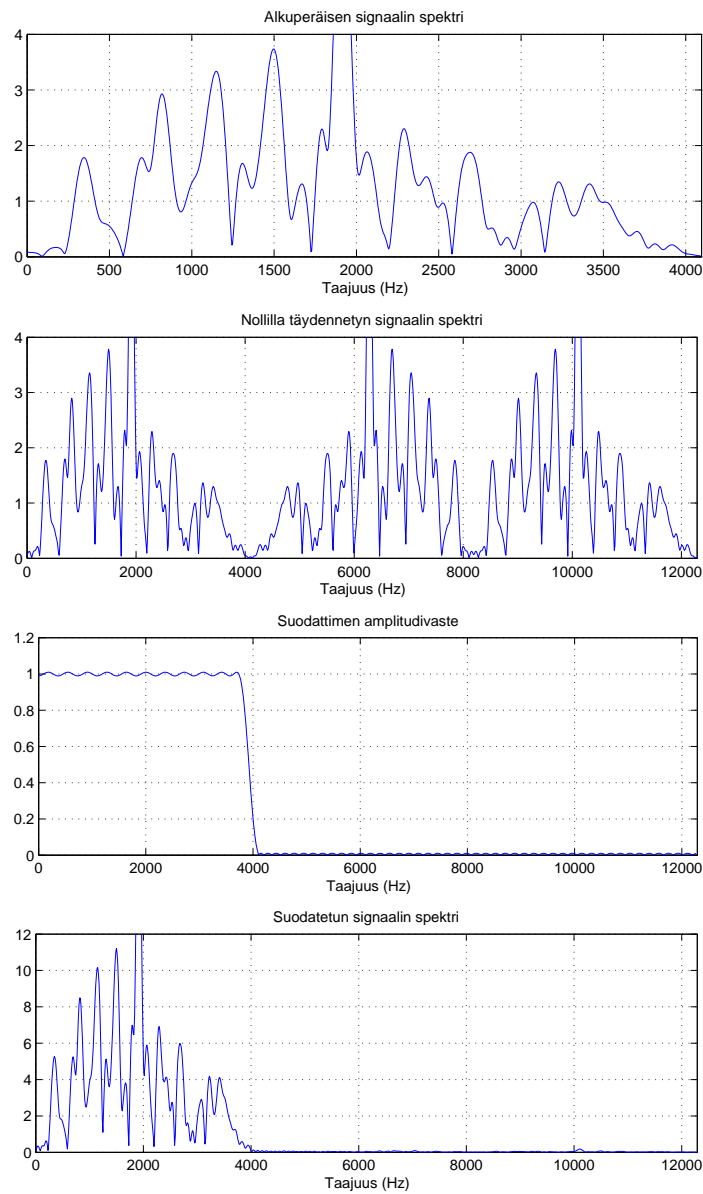 Alkuperäisen signaalin spektri
4
3
2
1
0
0 500 1000 1500 2000 2500 3000 3500 4000
Taajuus (Hz)
Nollilla täydennetyn signaalin spektri
4
3
2
1
0
0 2000 4000 6000 8000 10000 12000
Taajuus (Hz)
Suodattimen amplitudivaste
1.2
1
0.8
0.6
0.4
0.2
0
0 2000 4000 6000 8000 10000 12000
Taajuus (Hz)
Suodatetun signaalin spektri
12
10
8
6
4
2
0
0 2000 4000 6000 8000 10000 12000
Taajuus (Hz)